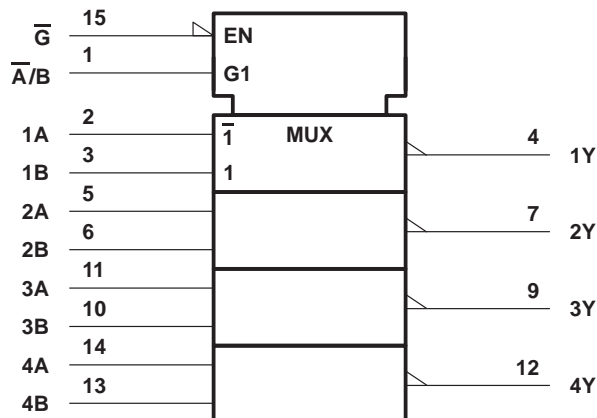 G̅ 15 EN
A̅/B 1 G1
1A 2 1̅ MUX 4 1Y
1B 3 1
2A 5 7 2Y
2B 6
3A 11 9 3Y
3B 10
4A 14 12 4Y
4B 13